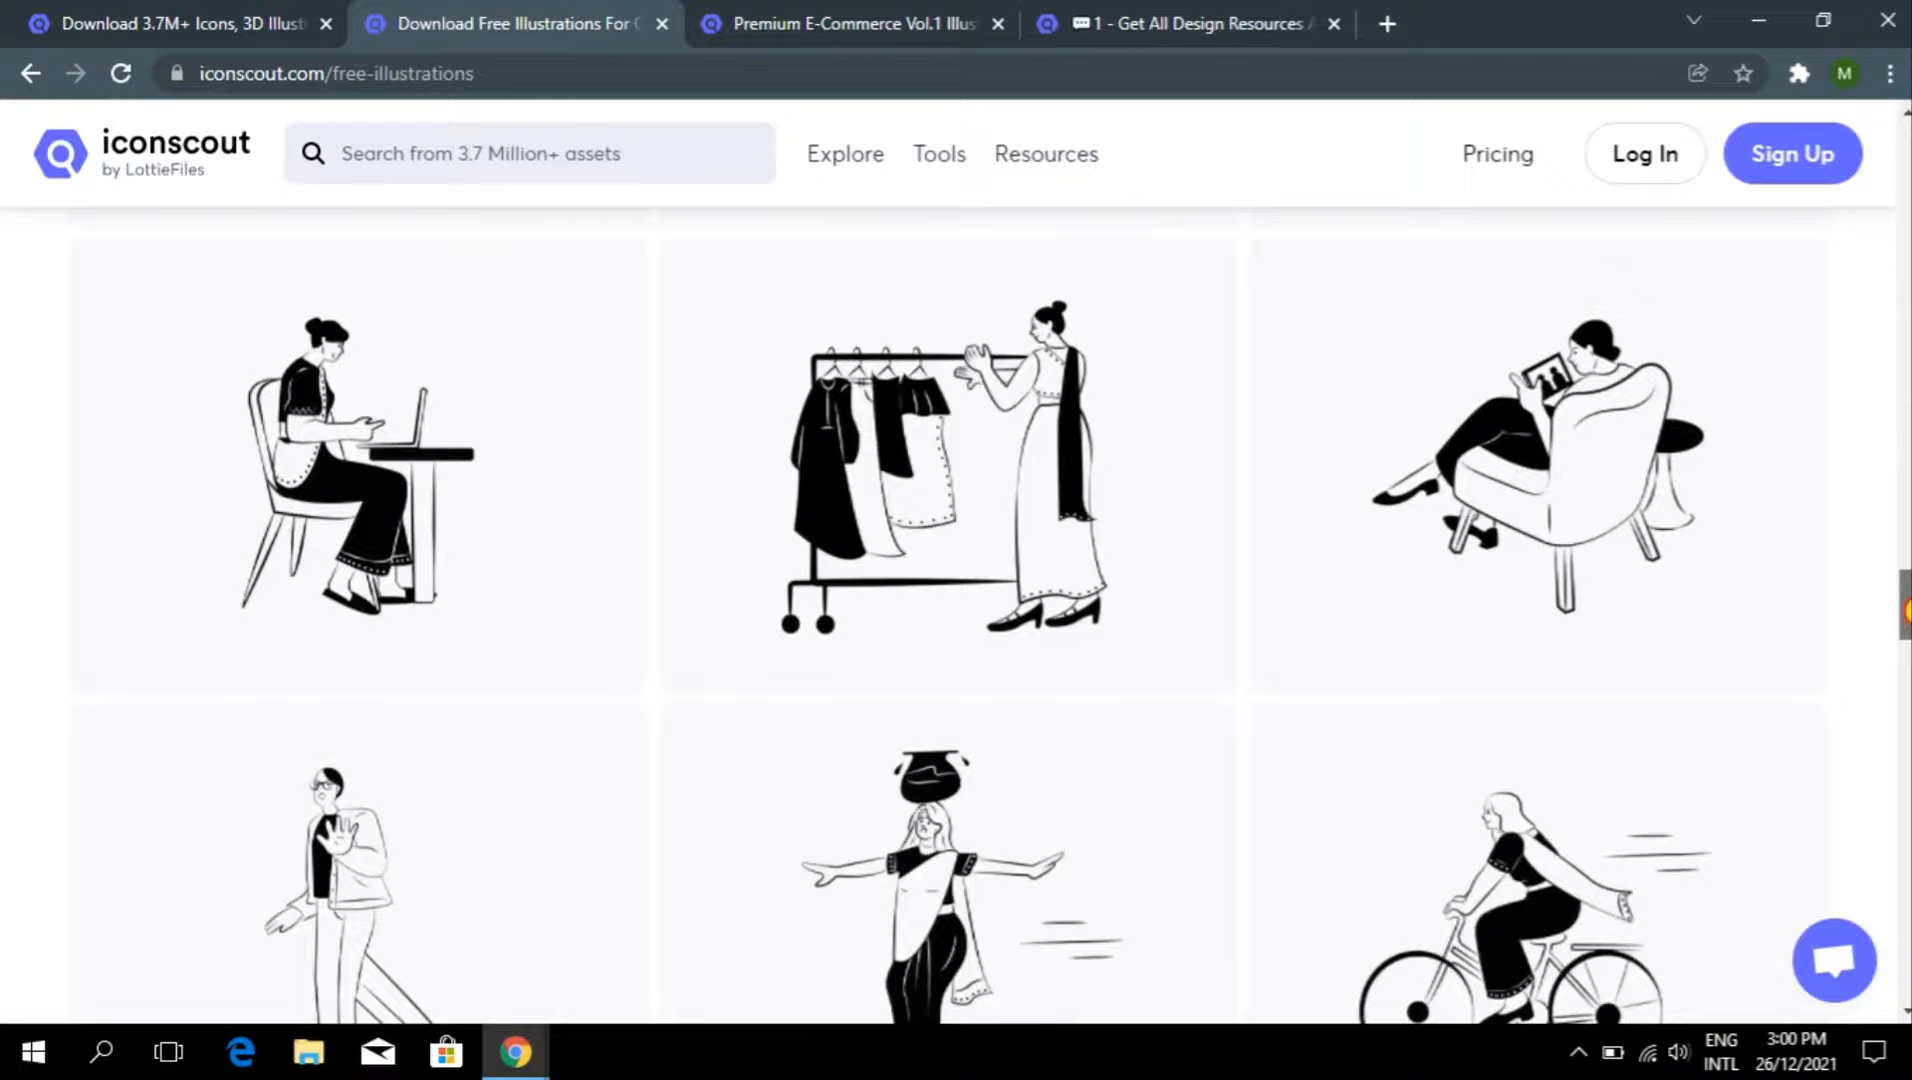 Download 3.7M+ Icons, 3D Illust
Download Free Illustrations For C
Premium E-Commerce Vol.1 Illus
1 - Get All Design Resources
iconscout.com/free-illustrations
M
iconscout
by LottieFiles
Search from 3.7 Million+ assets
Explore
Tools
Resources
Pricing
Log In
Sign Up
ENG
INTL
3:00 PM
26/12/2021